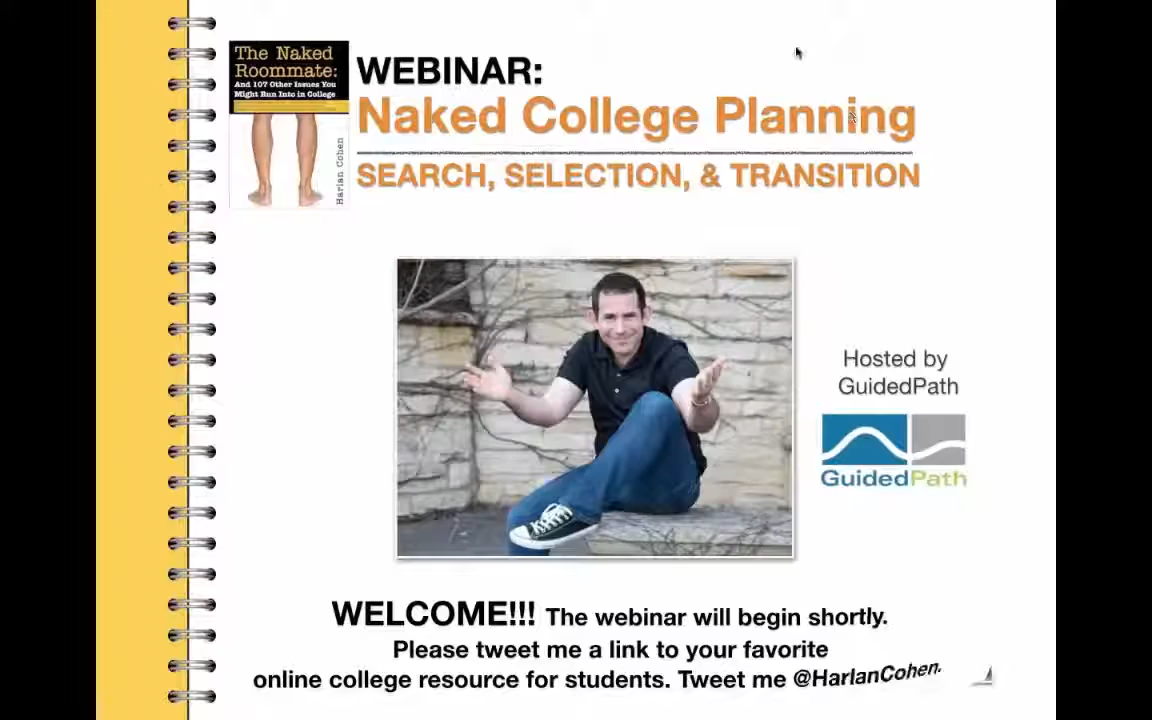 The Naked
Roommate:
And 107 Other Issues You
Might Run Into in College
Harlan Cohen
WEBINAR:
Naked College Planning
SEARCH, SELECTION, & TRANSITION
Hosted by
GuidedPath
GuidedPath
WELCOME!!! The webinar will begin shortly.
Please tweet me a link to your favorite
online college resource for students. Tweet me @HarlanCohen.